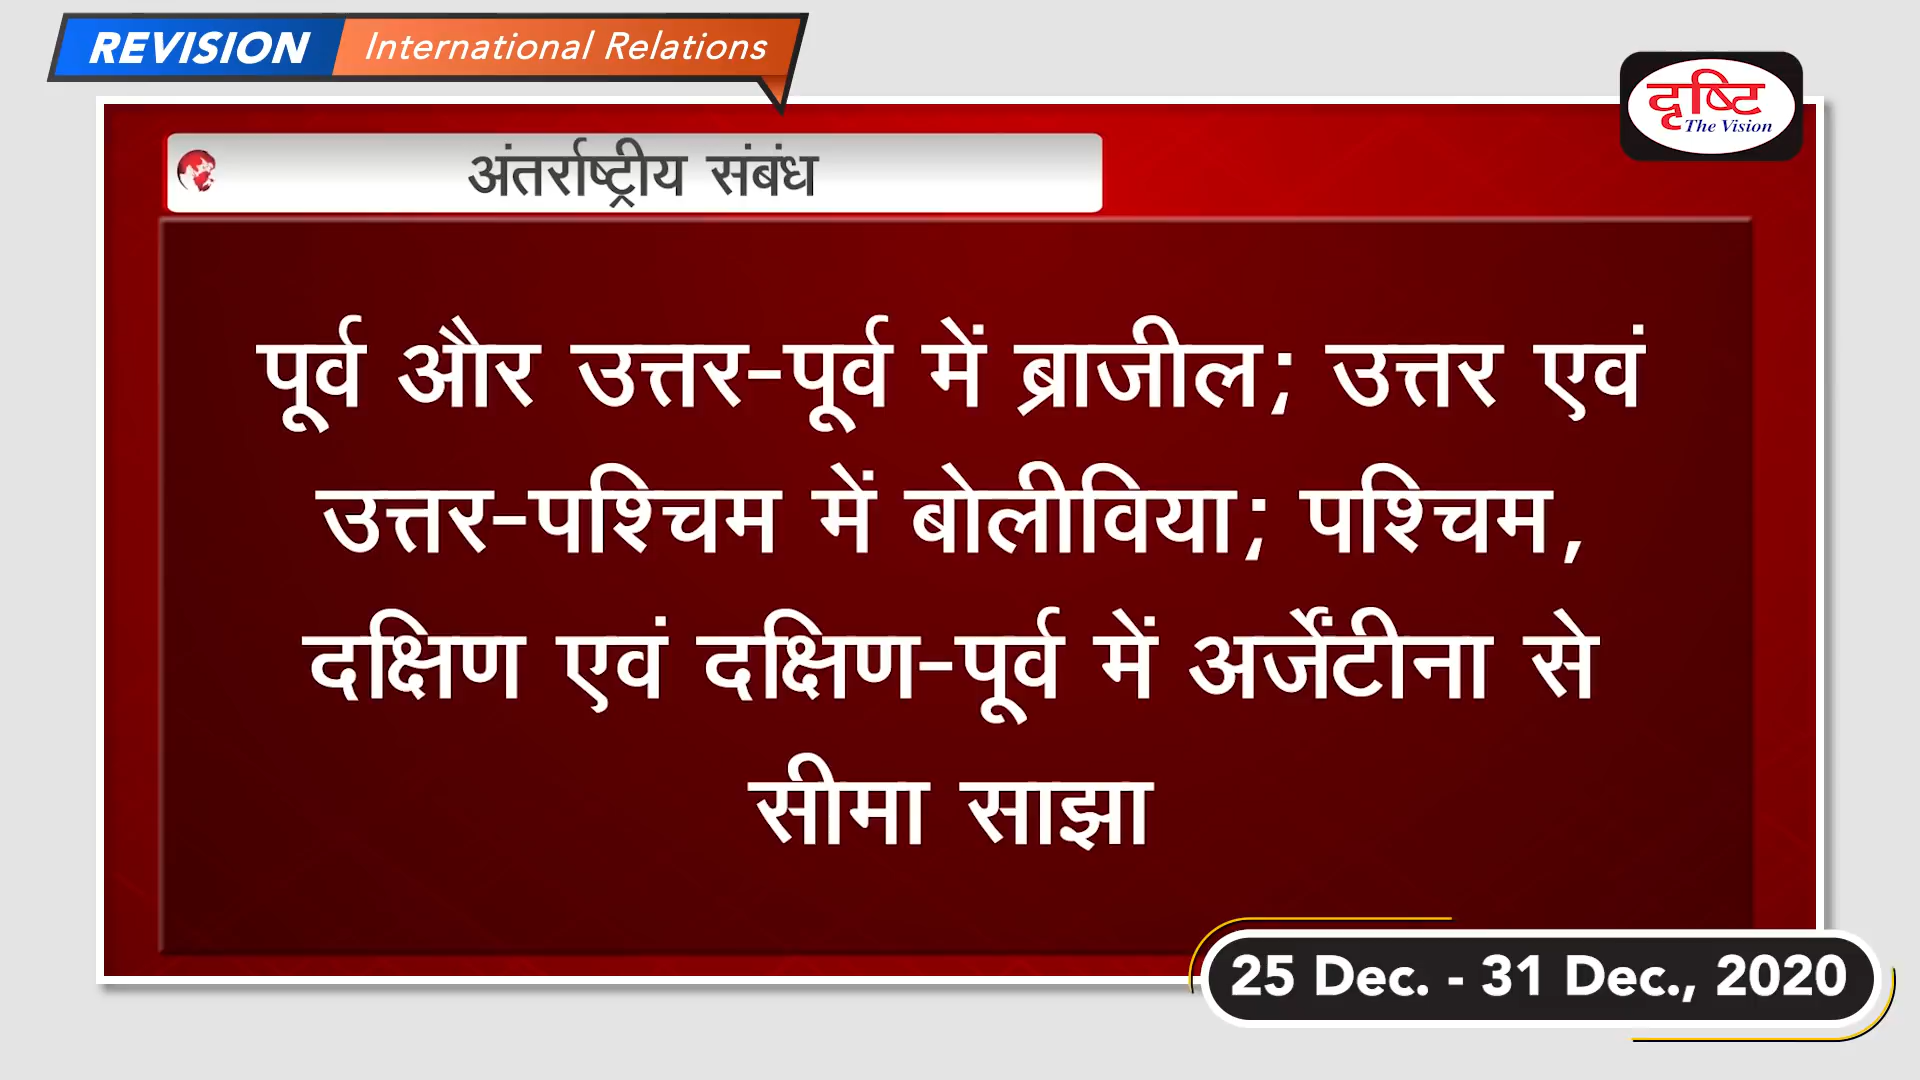 REVISION International Relations
दृष्टि
The Vision
अंतर्राष्ट्रीय संबंध
पूर्व और उत्तर-पूर्व में ब्राजील; उत्तर एवं
उत्तर-पश्चिम में बोलीविया; पश्चिम,
दक्षिण एवं दक्षिण-पूर्व में अर्जेंटीना से
सीमा साझा
25 Dec. - 31 Dec., 2020